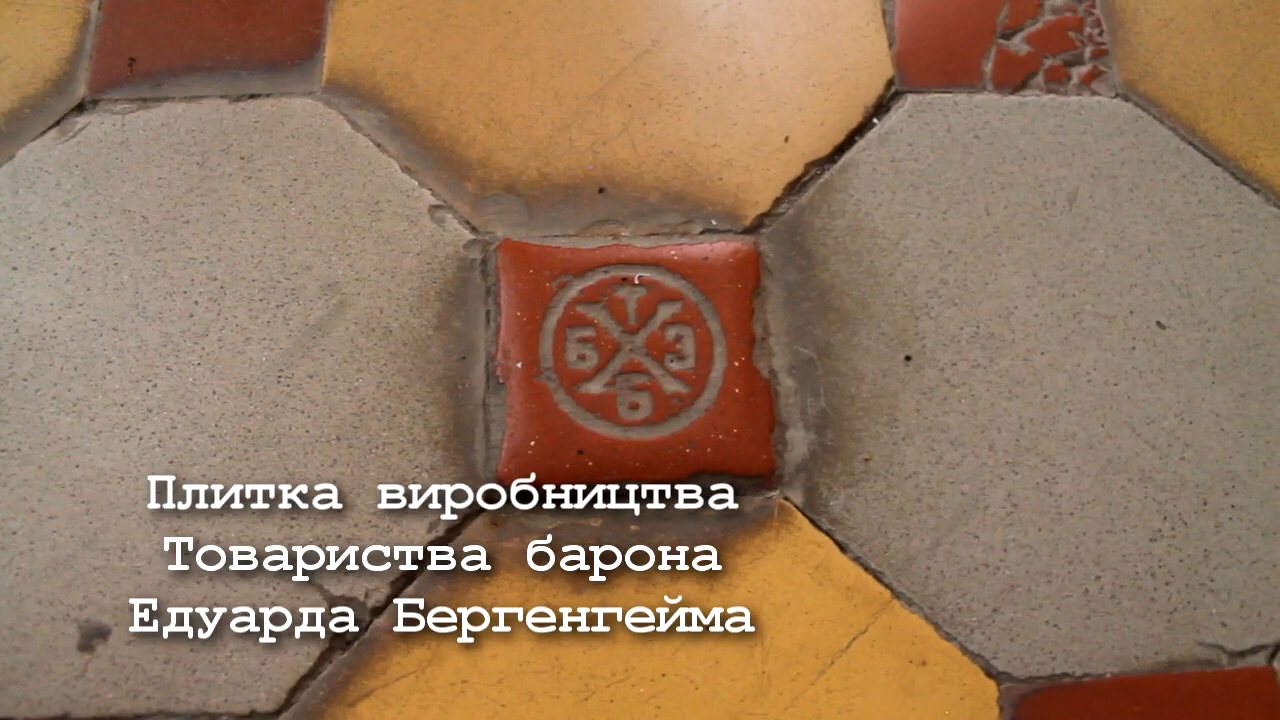 Т
Б Э
Б
Плитка виробництва
Товариства барона
Едуарда Бергенгейма